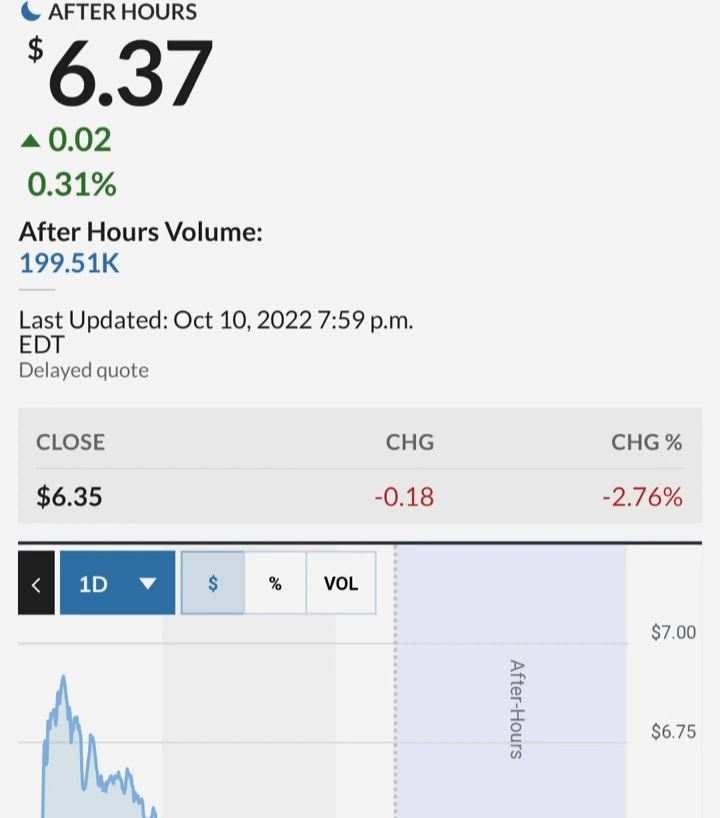 AFTER HOURS
$6.37
0.02
0.31%
After Hours Volume:
199.51K
Last Updated: Oct 10, 2022 7:59 p.m.
EDT
Delayed quote
CLOSE CHG CHG %
$6.35 -0.18 -2.76%
< 1D $ % VOL
$7.00
After-Hours
$6.75